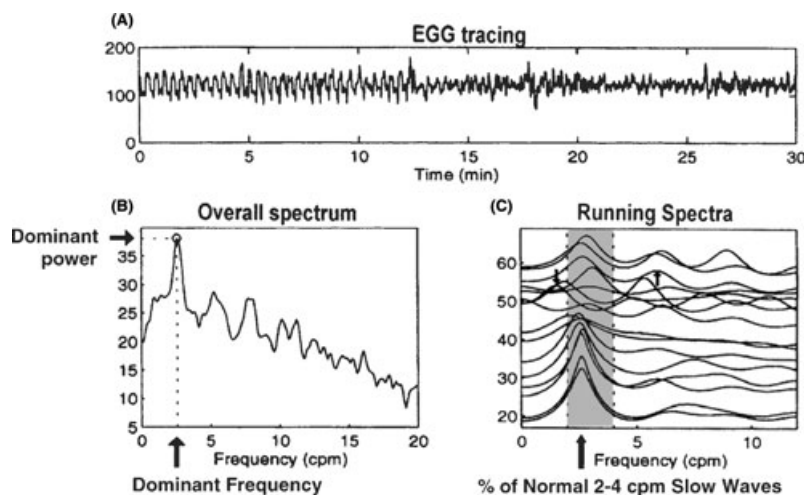 (A)
EGG tracing
200
100
0
0 5 10 15 20 25 30
Time (min)
(B) Overall spectrum
Dominant
power
35
30
25
20
15
10
5
0 5 10 15 20
Frequency (cpm)
Dominant Frequency
(C) Running Spectra
60
50
40
30
20
0 5 10
Frequency (cpm)
% of Normal 2-4 cpm Slow Waves